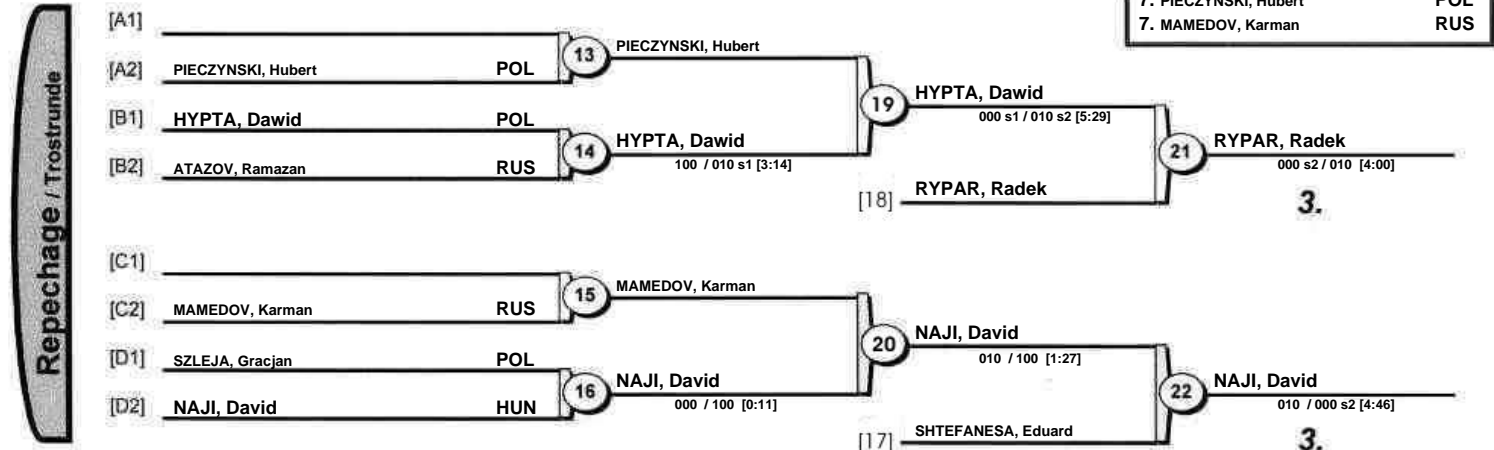 7. PIECZYNSKI, Hubert POL
7. MAMEDOV, Karman RUS
Repechage / Trostrunde
[A1]
[A2] PIECZYNSKI, Hubert POL
13 PIECZYNSKI, Hubert
[B1] HYPTA, Dawid POL
[B2] ATAZOV, Ramazan RUS
14 HYPTA, Dawid
100 / 010 s1 [3:14]
19 HYPTA, Dawid
000 s1 / 010 s2 [5:29]
[18] RYPAR, Radek
21 RYPAR, Radek
000 s2 / 010 [4:00]
3.
[C1]
[C2] MAMEDOV, Karman RUS
15 MAMEDOV, Karman
[D1] SZLEJA, Gracjan POL
[D2] NAJI, David HUN
16 NAJI, David
000 / 100 [0:11]
20 NAJI, David
010 / 100 [1:27]
[17] SHTEFANESA, Eduard
22 NAJI, David
010 / 000 s2 [4:46]
3.